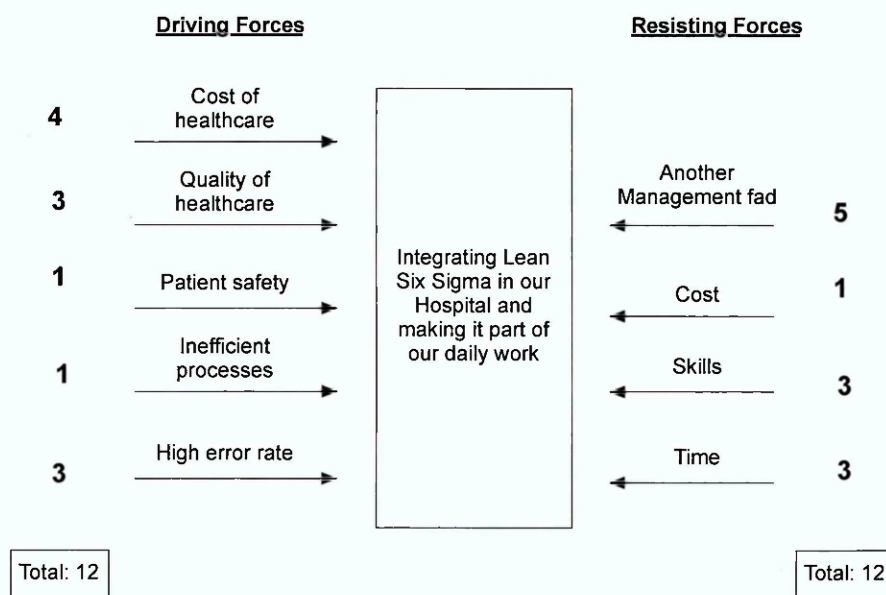 Driving Forces
Resisting Forces
4
Cost of
healthcare
3
Quality of
healthcare
1
Patient safety
1
Inefficient
processes
3
High error rate
Total: 12
Integrating Lean
Six Sigma in our
Hospital and
making it part of
our daily work
Another
Management fad
5
Cost
1
Skills
3
Time
3
Total: 12